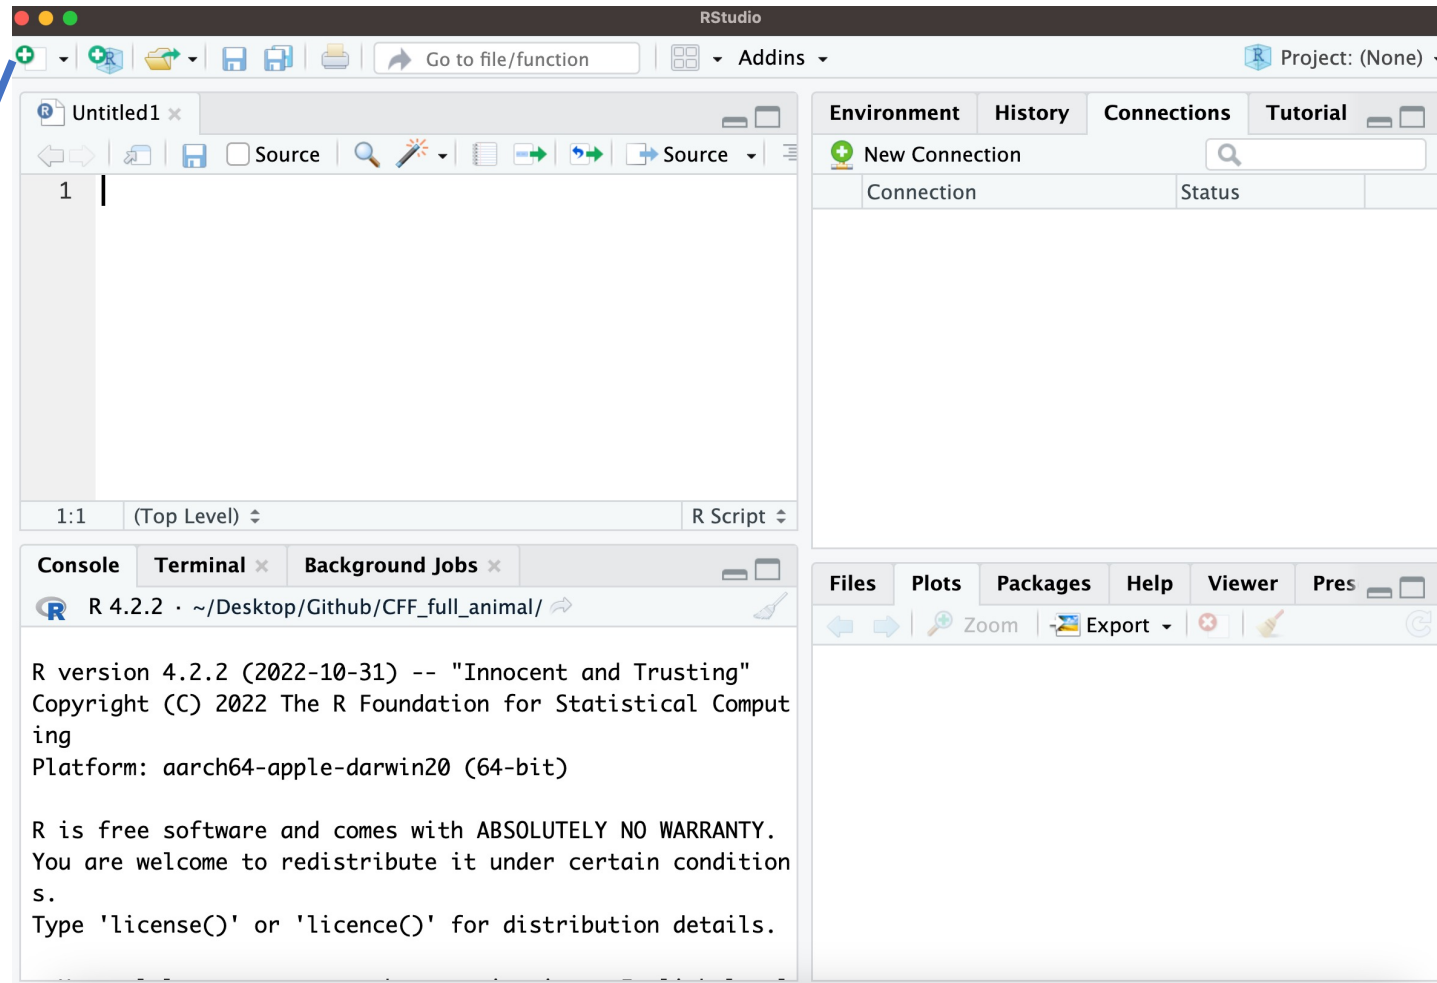 RStudio
Go to file/function
Addins
Project: (None)
Untitled1
Source
Source
1
1:1
(Top Level)
R Script
Console
Terminal
Background Jobs
R 4.2.2 · ~/Desktop/Github/CFF_full_animal/
R version 4.2.2 (2022-10-31) -- "Innocent and Trusting"
Copyright (C) 2022 The R Foundation for Statistical Comput
ing
Platform: aarch64-apple-darwin20 (64-bit)
R is free software and comes with ABSOLUTELY NO WARRANTY.
You are welcome to redistribute it under certain condition
s.
Type 'license()' or 'licence()' for distribution details.
Environment
History
Connections
Tutorial
New Connection
Connection
Status
Files
Plots
Packages
Help
Viewer
Pres
Zoom
Export